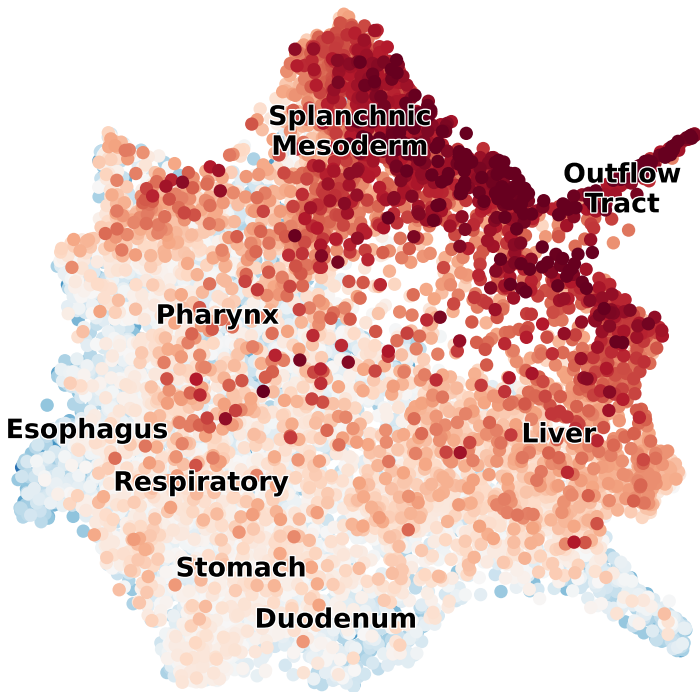 Splanchnic
Mesoderm
Outflow
Tract
Pharynx
Esophagus
Liver
Respiratory
Stomach
Duodenum